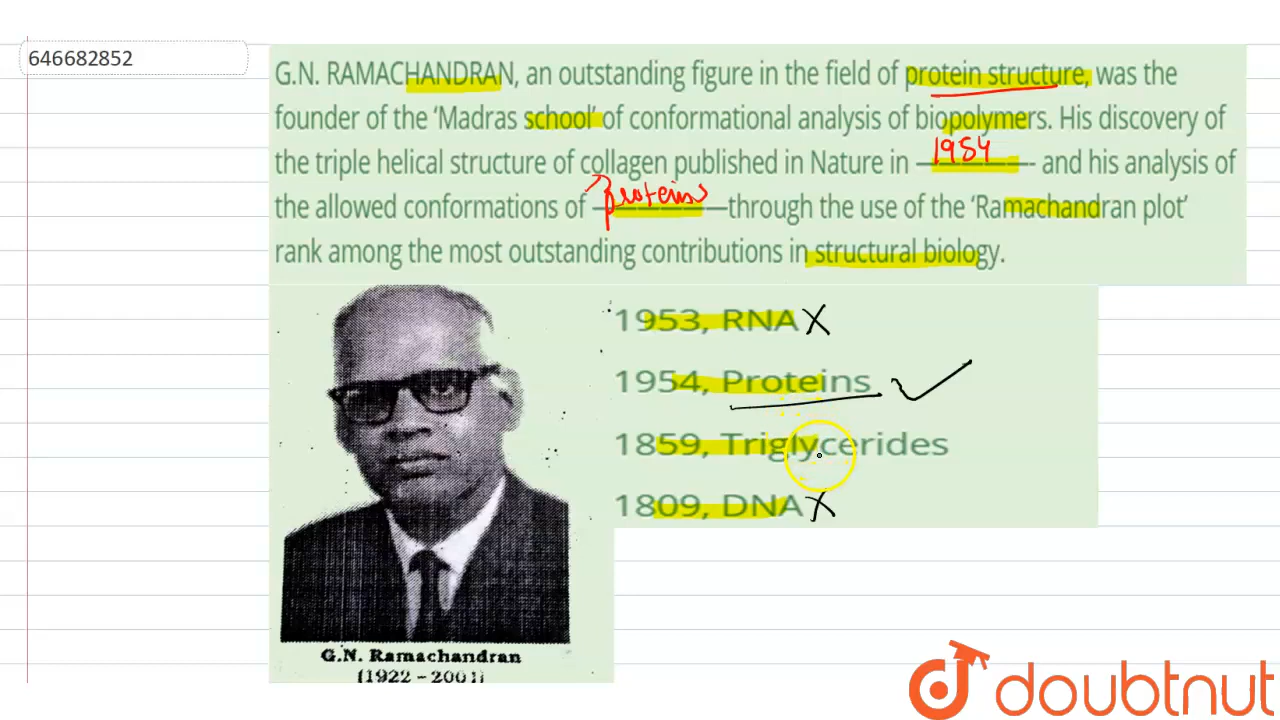 646682852
G.N. RAMACHANDRAN, an outstanding figure in the field of protein structure, was the
founder of the ‘Madras school’ of conformational analysis of biopolymers. His discovery of
1954
the triple helical structure of collagen published in Nature in ———— and his analysis of
proteins
the allowed conformations of ————through the use of the ‘Ramachandran plot’
rank among the most outstanding contributions in structural biology.
1953, RNA X
1954, Proteins ✓
1859, Triglycerides
1809, DNA X
G.N. Ramachandran
(1922 – 2001)
doubtnut